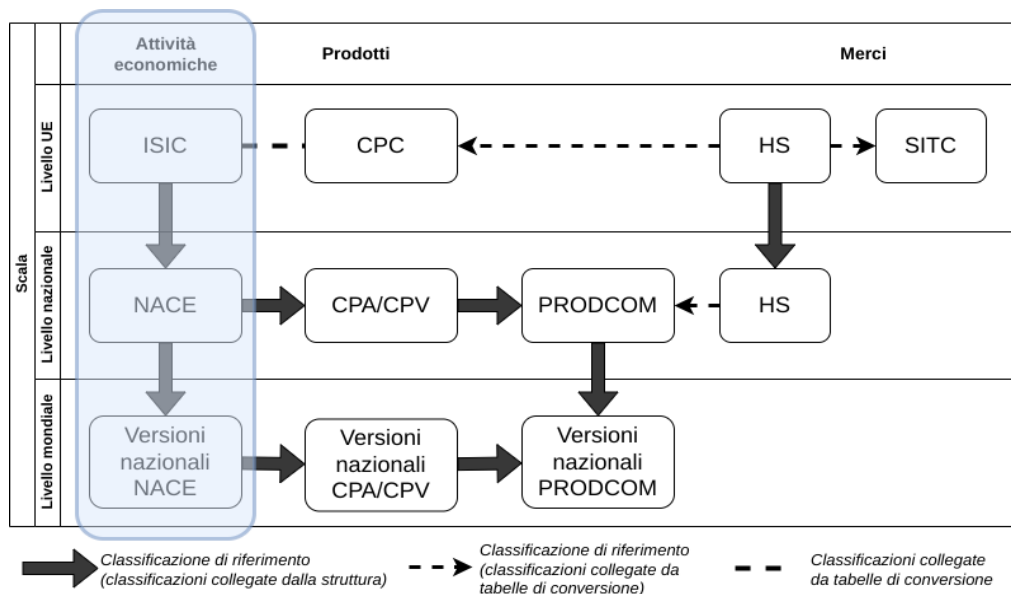 Attività
economiche
Prodotti
Merci
Scala
Livello UE
ISIC
CPC
HS
SITC
Livello nazionale
NACE
CPA/CPV
PRODCOM
HS
Livello mondiale
Versioni
nazionali
NACE
Versioni
nazionali
CPA/CPV
Versioni
nazionali
PRODCOM
Classificazione di riferimento
(classificazioni collegate dalla struttura)
Classificazione di riferimento
(classificazioni collegate da
tabelle di conversione)
Classificazioni collegate
da tabelle di conversione